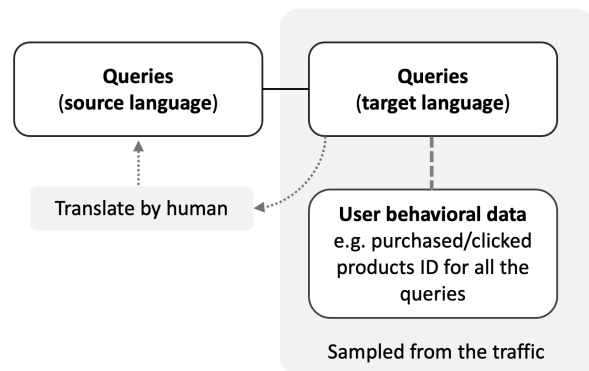 Queries
(source language)
Queries
(target language)
Translate by human
User behavioral data
e.g. purchased/clicked
products ID for all the
queries
Sampled from the traffic